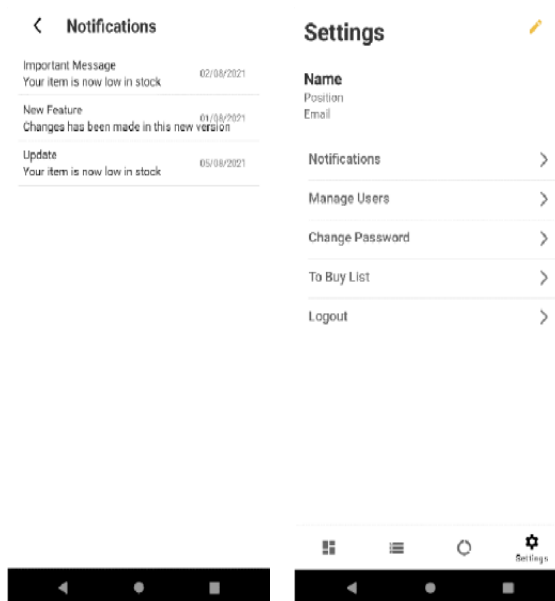 Notifications
Important Message
02/08/2021
Your item is now low in stock
New Feature
01/08/2021
Changes has been made in this new version
Update
05/08/2021
Your item is now low in stock
Settings
Name
Position
Email
Notifications
Manage Users
Change Password
To Buy List
Logout
Settings